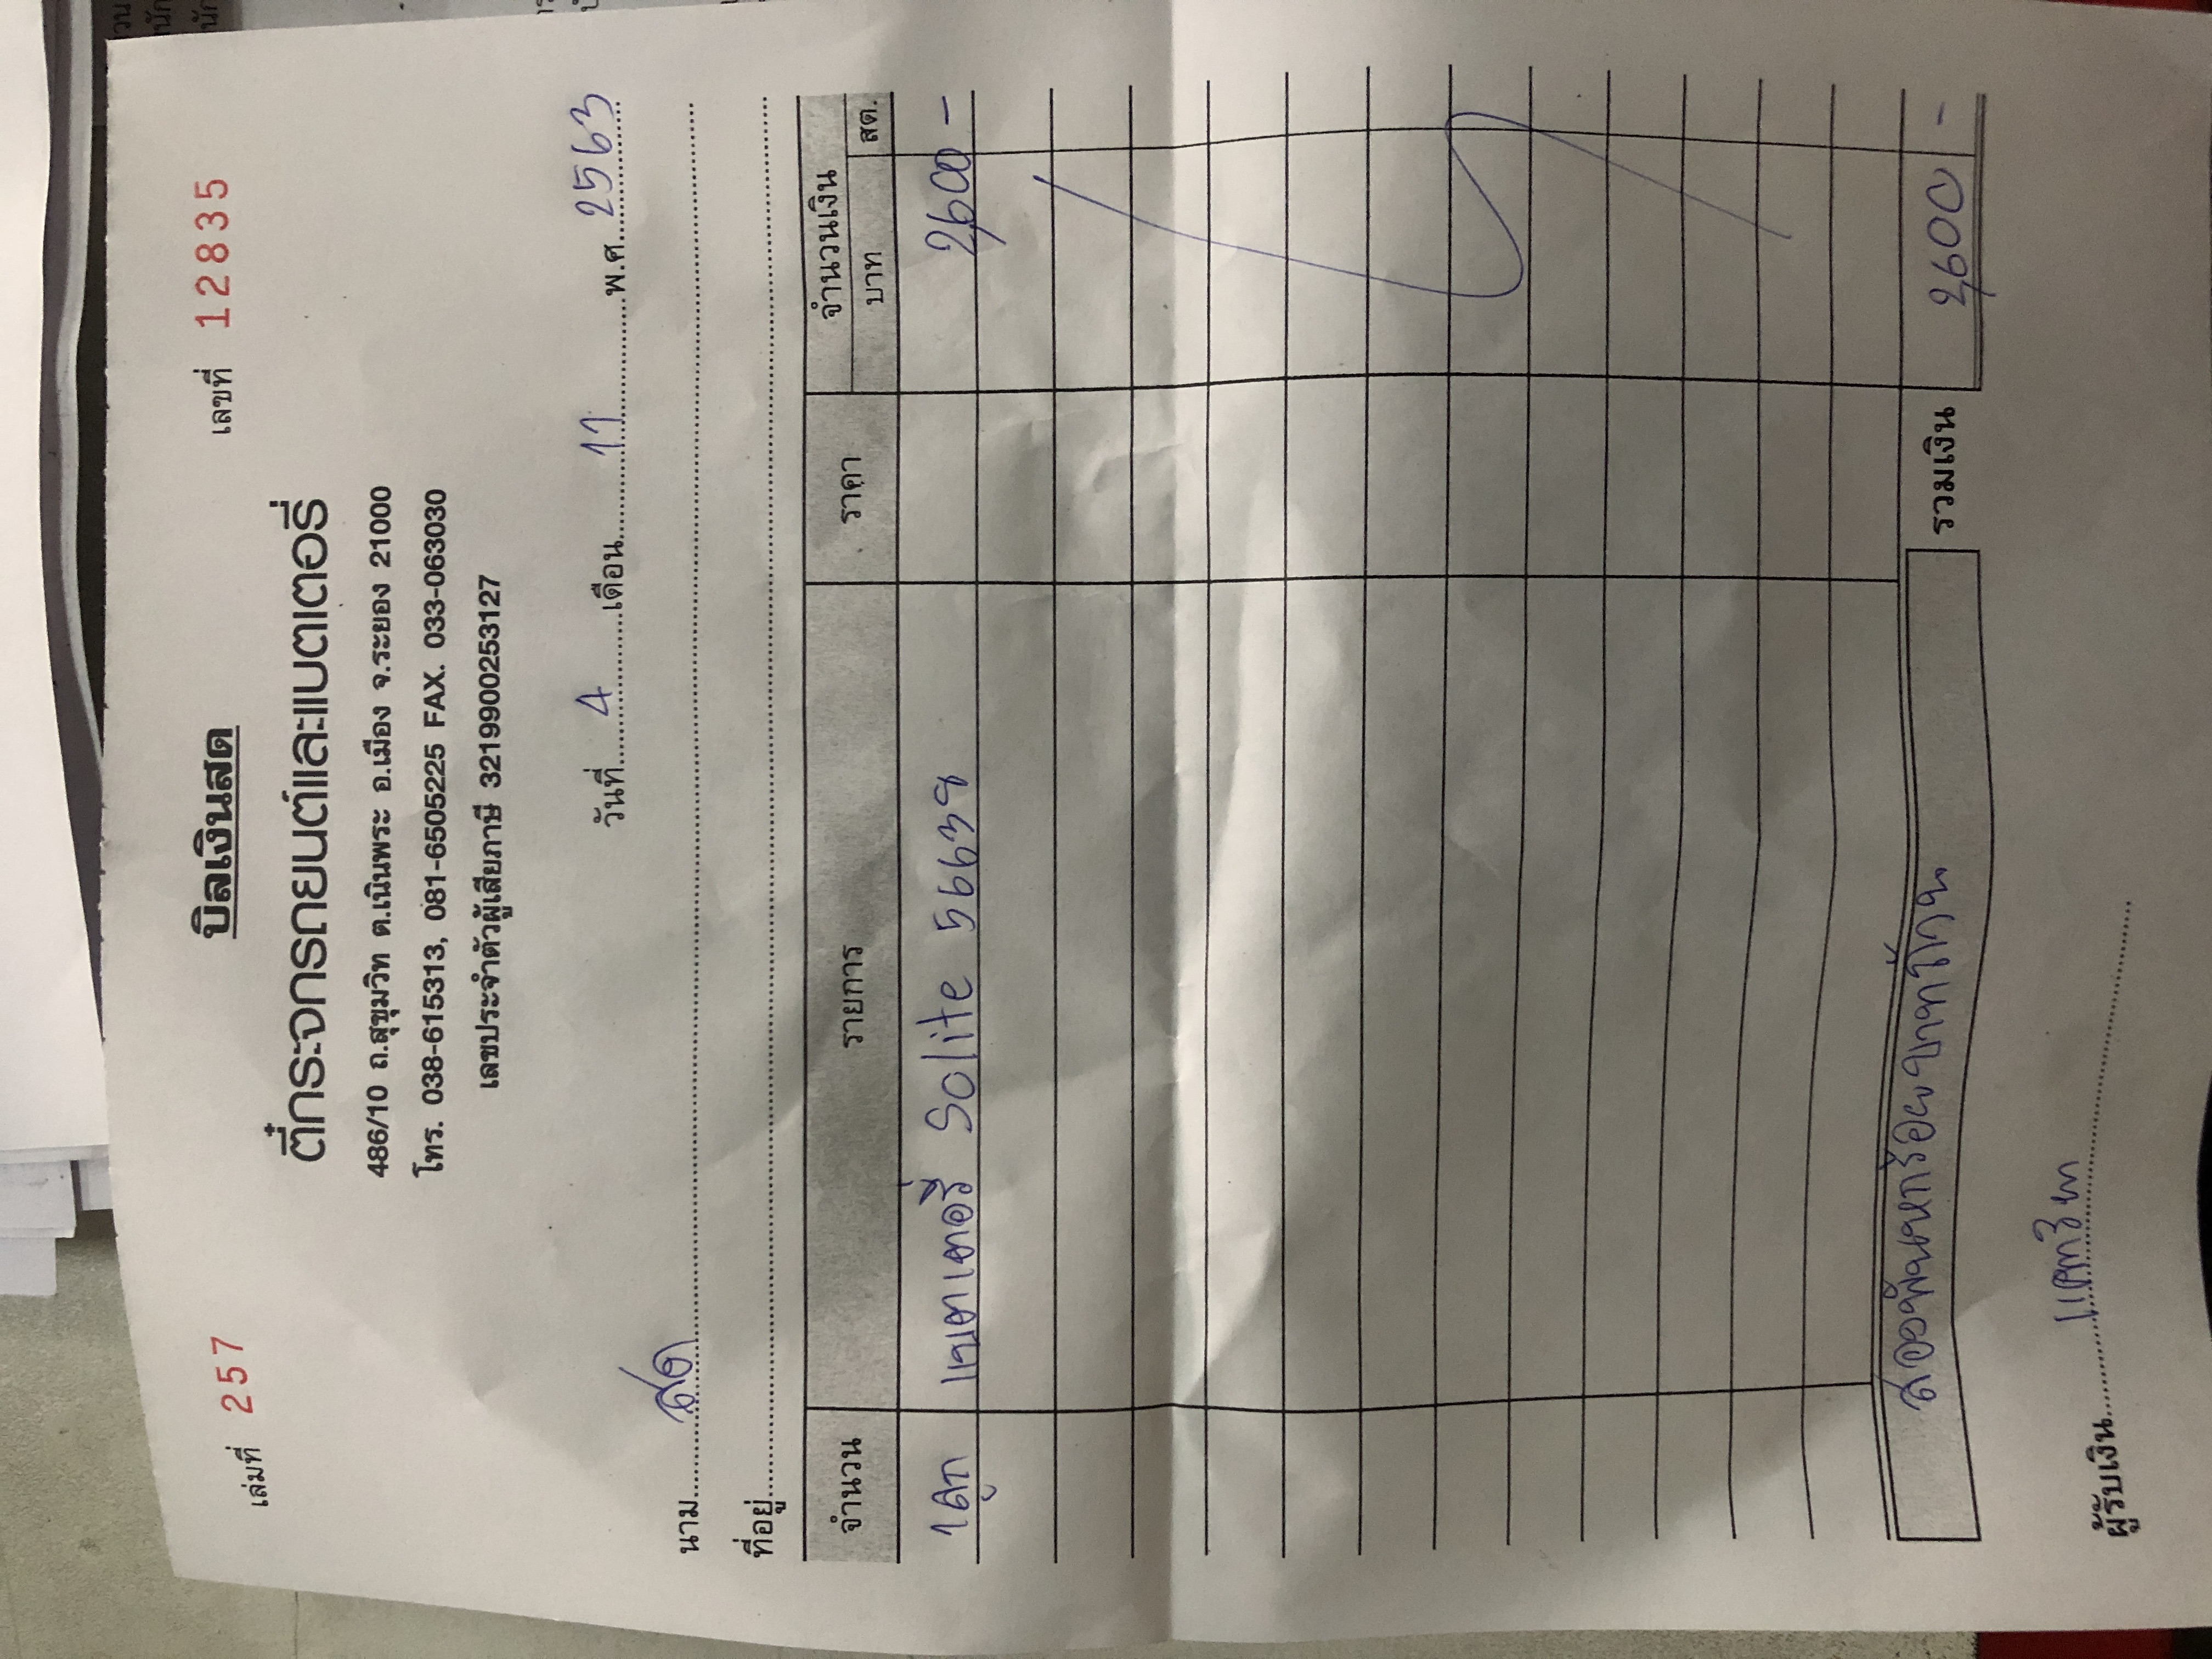 บิลเงินสด
เล่มที่ 257 เลขที่ 12835
ตี๋กระจกรถยนต์และแบตเตอรี่
486/10 ถ.สุขุมวิท ต.เนินพระ อ.เมือง จ.ระยอง 21000
โทร. 038-615313, 081-6505225 FAX. 033-0630030
เลขประจำตัวผู้เสียภาษี 3219900253127
วันที่ 4 เดือน 11 พ.ศ. 2563
นาม สด
ที่อยู่
จำนวน รายการ ราคา จำนวนเงิน
บาท สต.
1 ลูก แบตเตอรี่ Solite 56638 2,600 -
สองพันหกร้อยบาทถ้วน รวมเงิน 2,600 -
ผู้รับเงิน